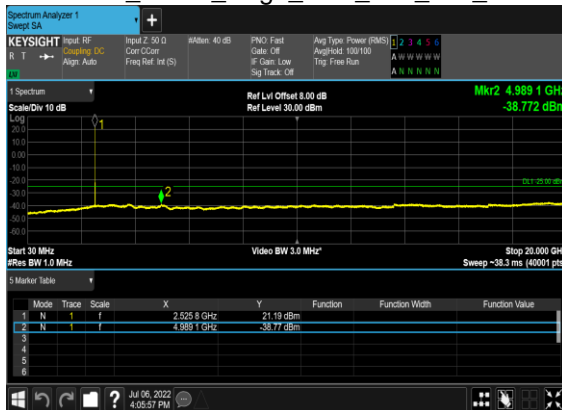 Spectrum Analyzer 1
Swept SA
KEYSIGHT Input: RF Input Z: 50 Ω #Atten: 40 dB PNO: Fast Avg Type: Power (RMS) 1 2 3 4 5 6
R T Coupling: DC Corr CCorr Gate: Off Avg|Hold: 100/100 A W W W W W
Align: Auto Freq Ref: Int (S) IF Gain: Low Trig: Free Run
Sig Track: Off A N N N N N
1 Spectrum Ref Lvl Offset 8.00 dB Mkr2 4.989 1 GHz
Scale/Div 10 dB Ref Level 30.00 dBm -38.772 dBm
Log
20.0
10.0
0.00
-10.0
-20.0
-30.0
-40.0
-50.0
-60.0
1
2
DL1 -25.00 dBm
Start 30 MHz Video BW 3.0 MHz* Stop 20.000 GHz
#Res BW 1.0 MHz Sweep ~38.3 ms (40001 pts)
5 Marker Table
Mode Trace Scale X Y Function Function Width Function Value
1 N 1 f 2.525 8 GHz 21.19 dBm
2 N 1 f 4.989 1 GHz -38.77 dBm
3
4
5
6
? Jul 06, 2022
4:05:57 PM